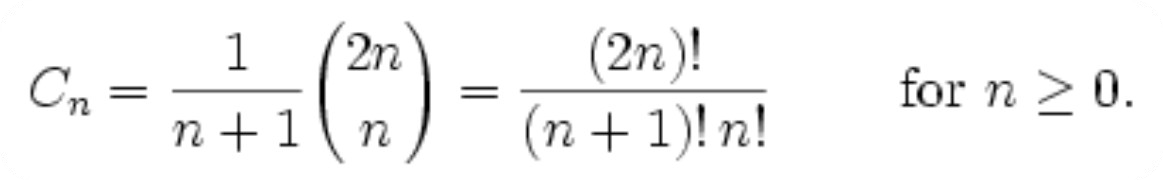 $C_n = \frac{1}{n+1}\binom{2n}{n} = \frac{(2n)!}{(n+1)!\,n!} \qquad \text{for } n \geq 0.$